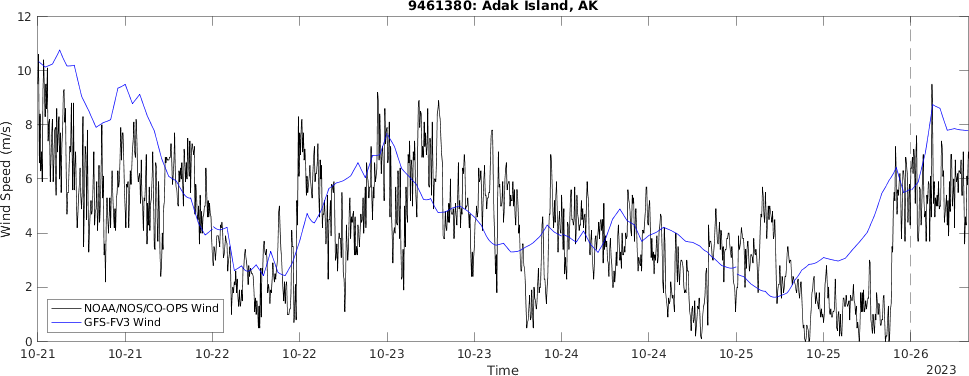 9461380: Adak Island, AK
Wind Speed (m/s)
12
10
8
6
4
2
0
NOAA/NOS/CO-OPS Wind
GFS-FV3 Wind
10-21 10-21 10-22 10-22 10-23 10-23 10-24 10-24 10-25 10-25 10-26
Time
2023